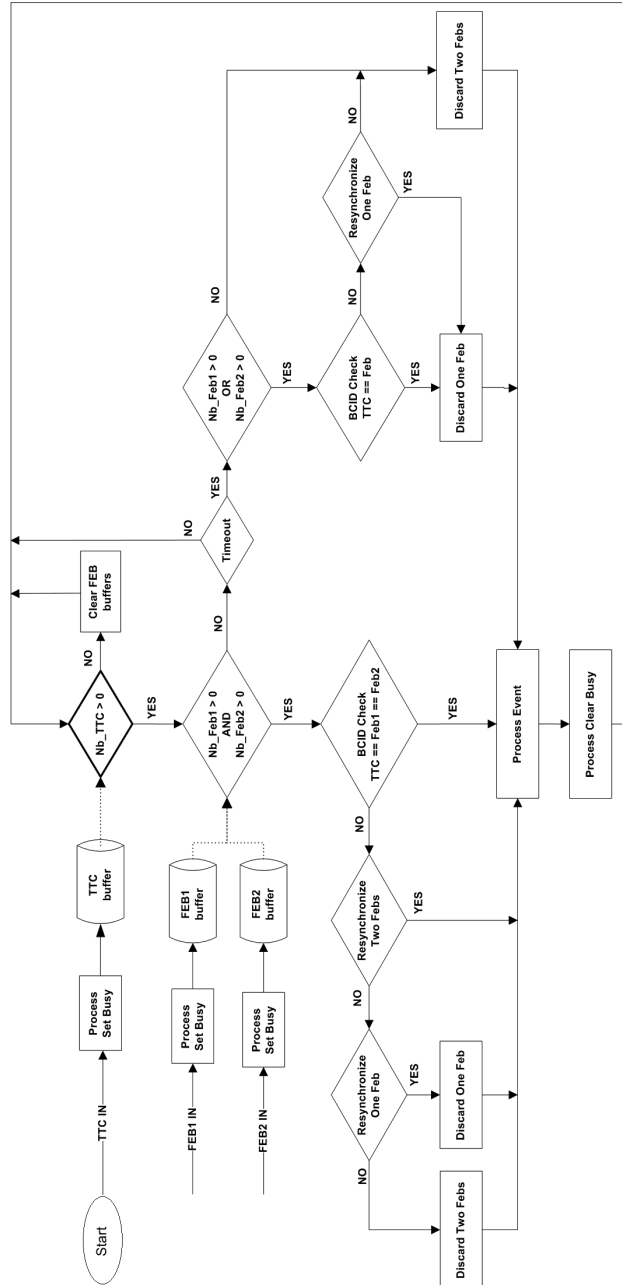 Start
TTC IN
Process
Set Busy
TTC
buffer
Nb_TTC > 0
NO
Clear FEB
buffers
YES
FEB1 IN
Process
Set Busy
FEB1
buffer
FEB2 IN
Process
Set Busy
FEB2
buffer
Nb_Feb1 > 0
AND
Nb_Feb2 > 0
NO
Timeout
NO
YES
Nb_Feb1 > 0
OR
Nb_Feb2 > 0
NO
YES
YES
BCID Check
TTC == Feb1 == Feb2
NO
YES
Resynchronize
Two Febs
NO
YES
Resynchronize
One Feb
NO
YES
BCID Check
TTC == Feb
NO
YES
Resynchronize
One Feb
NO
YES
Discard Two Febs
Discard One Feb
Discard One Feb
Discard Two Febs
Process Event
Process Clear Busy